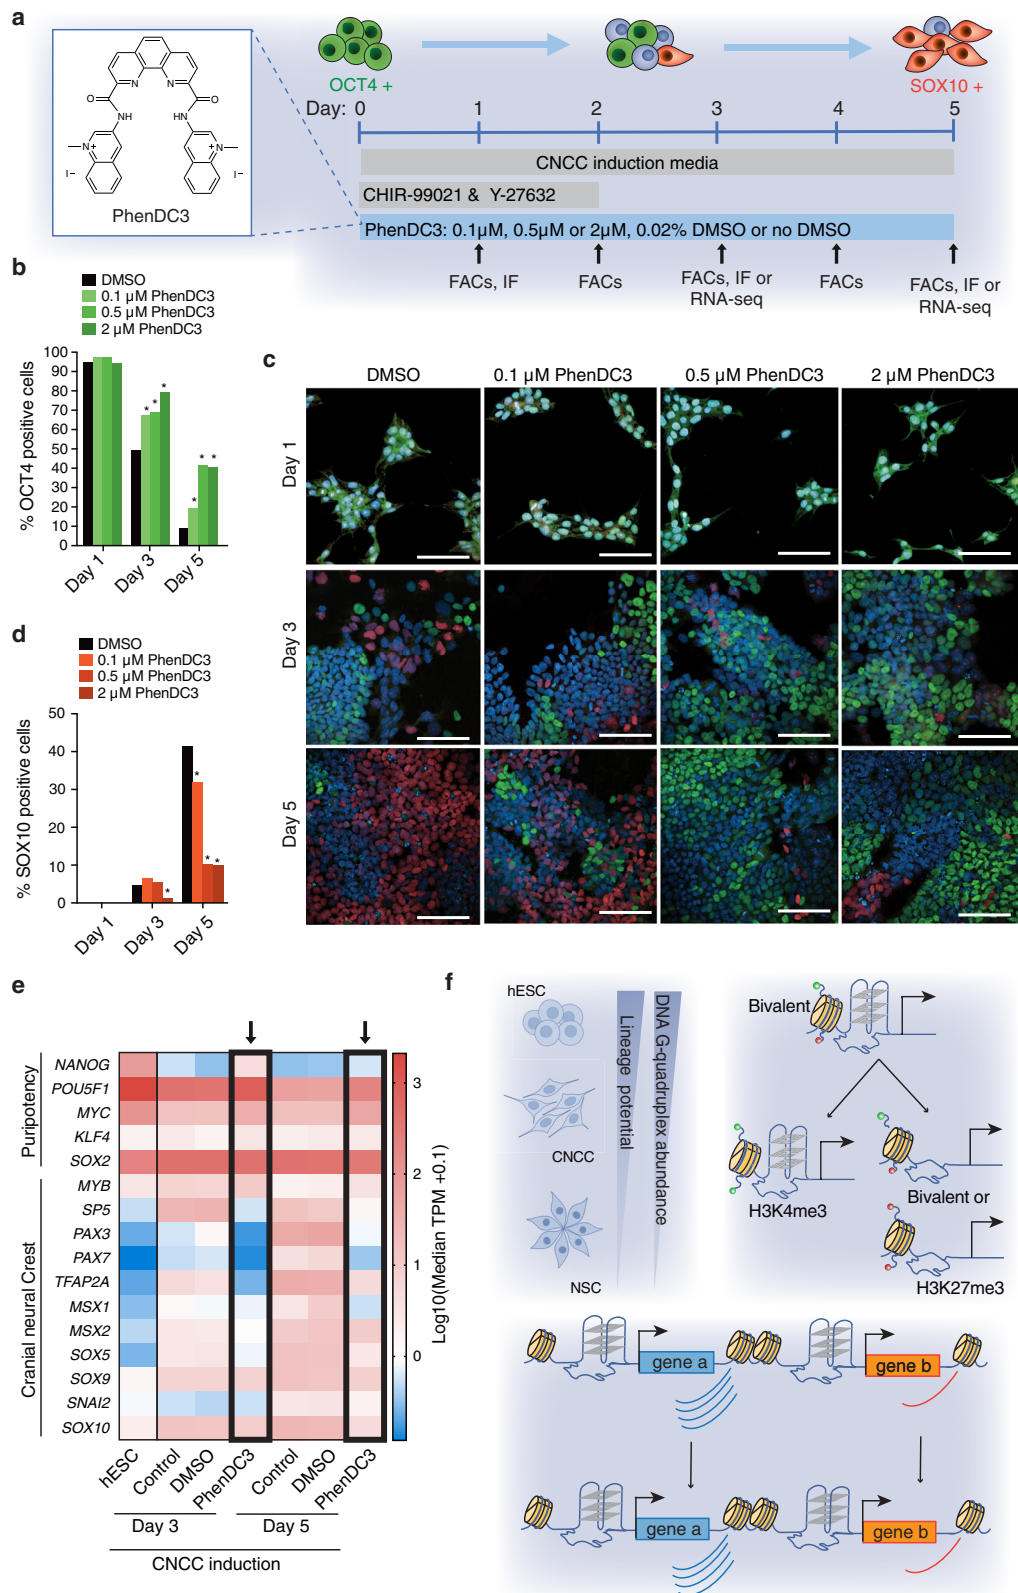 a
OCT4 +
SOX10 +
Day: 0 1 2 3 4 5
CNCC induction media
CHIR-99021 & Y-27632
PhenDC3: 0.1µM, 0.5µM or 2µM, 0.02% DMSO or no DMSO
FACs, IF
FACs
FACs, IF or
RNA-seq
FACs
FACs, IF or
RNA-seq
N N
O O
NH HN
N+ N+
I− I−
PhenDC3
b
DMSO
0.1 µM PhenDC3
0.5 µM PhenDC3
2 µM PhenDC3
% OCT4 positive cells
100
90
80
70
60
50
40
30
20
10
0
* * *
* * *
Day 1 Day 3 Day 5
c
DMSO 0.1 µM PhenDC3 0.5 µM PhenDC3 2 µM PhenDC3
Day 1
Day 3
Day 5
d
DMSO
0.1 µM PhenDC3
0.5 µM PhenDC3
2 µM PhenDC3
% SOX10 positive cells
50
40
30
20
10
0
*
* * *
Day 1 Day 3 Day 5
e
Puripotency
NANOG
POU5F1
MYC
KLF4
SOX2
Cranial neural Crest
MYB
SP5
PAX3
PAX7
TFAP2A
MSX1
MSX2
SOX5
SOX9
SNAI2
SOX10
hESC Control DMSO PhenDC3 Control DMSO PhenDC3
Day 3 Day 5
CNCC induction
3
2
1
0
Log10(Median TPM +0.1)
f
hESC
CNCC
NSC
Lineage potential
DNA G-quadruplex abundance
Bivalent
H3K4me3
Bivalent or
H3K27me3
gene a gene b
gene a gene b